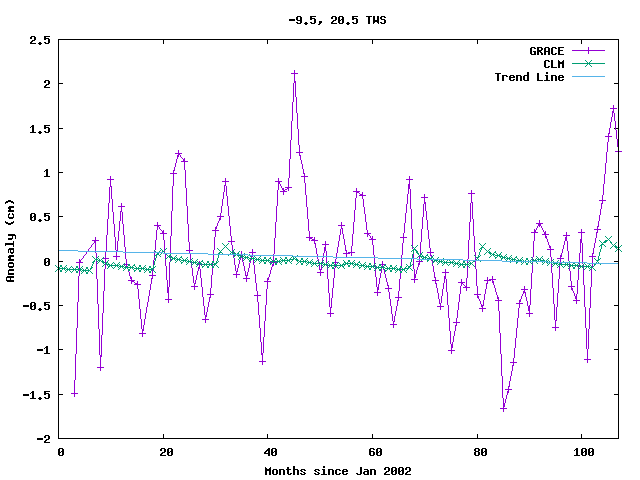 -9.5, 20.5 TWS
GRACE
CLM
Trend Line
2.5
2
1.5
1
0.5
0
-0.5
-1
-1.5
-2
Anomaly (cm)
0 20 40 60 80 100
Months since Jan 2002